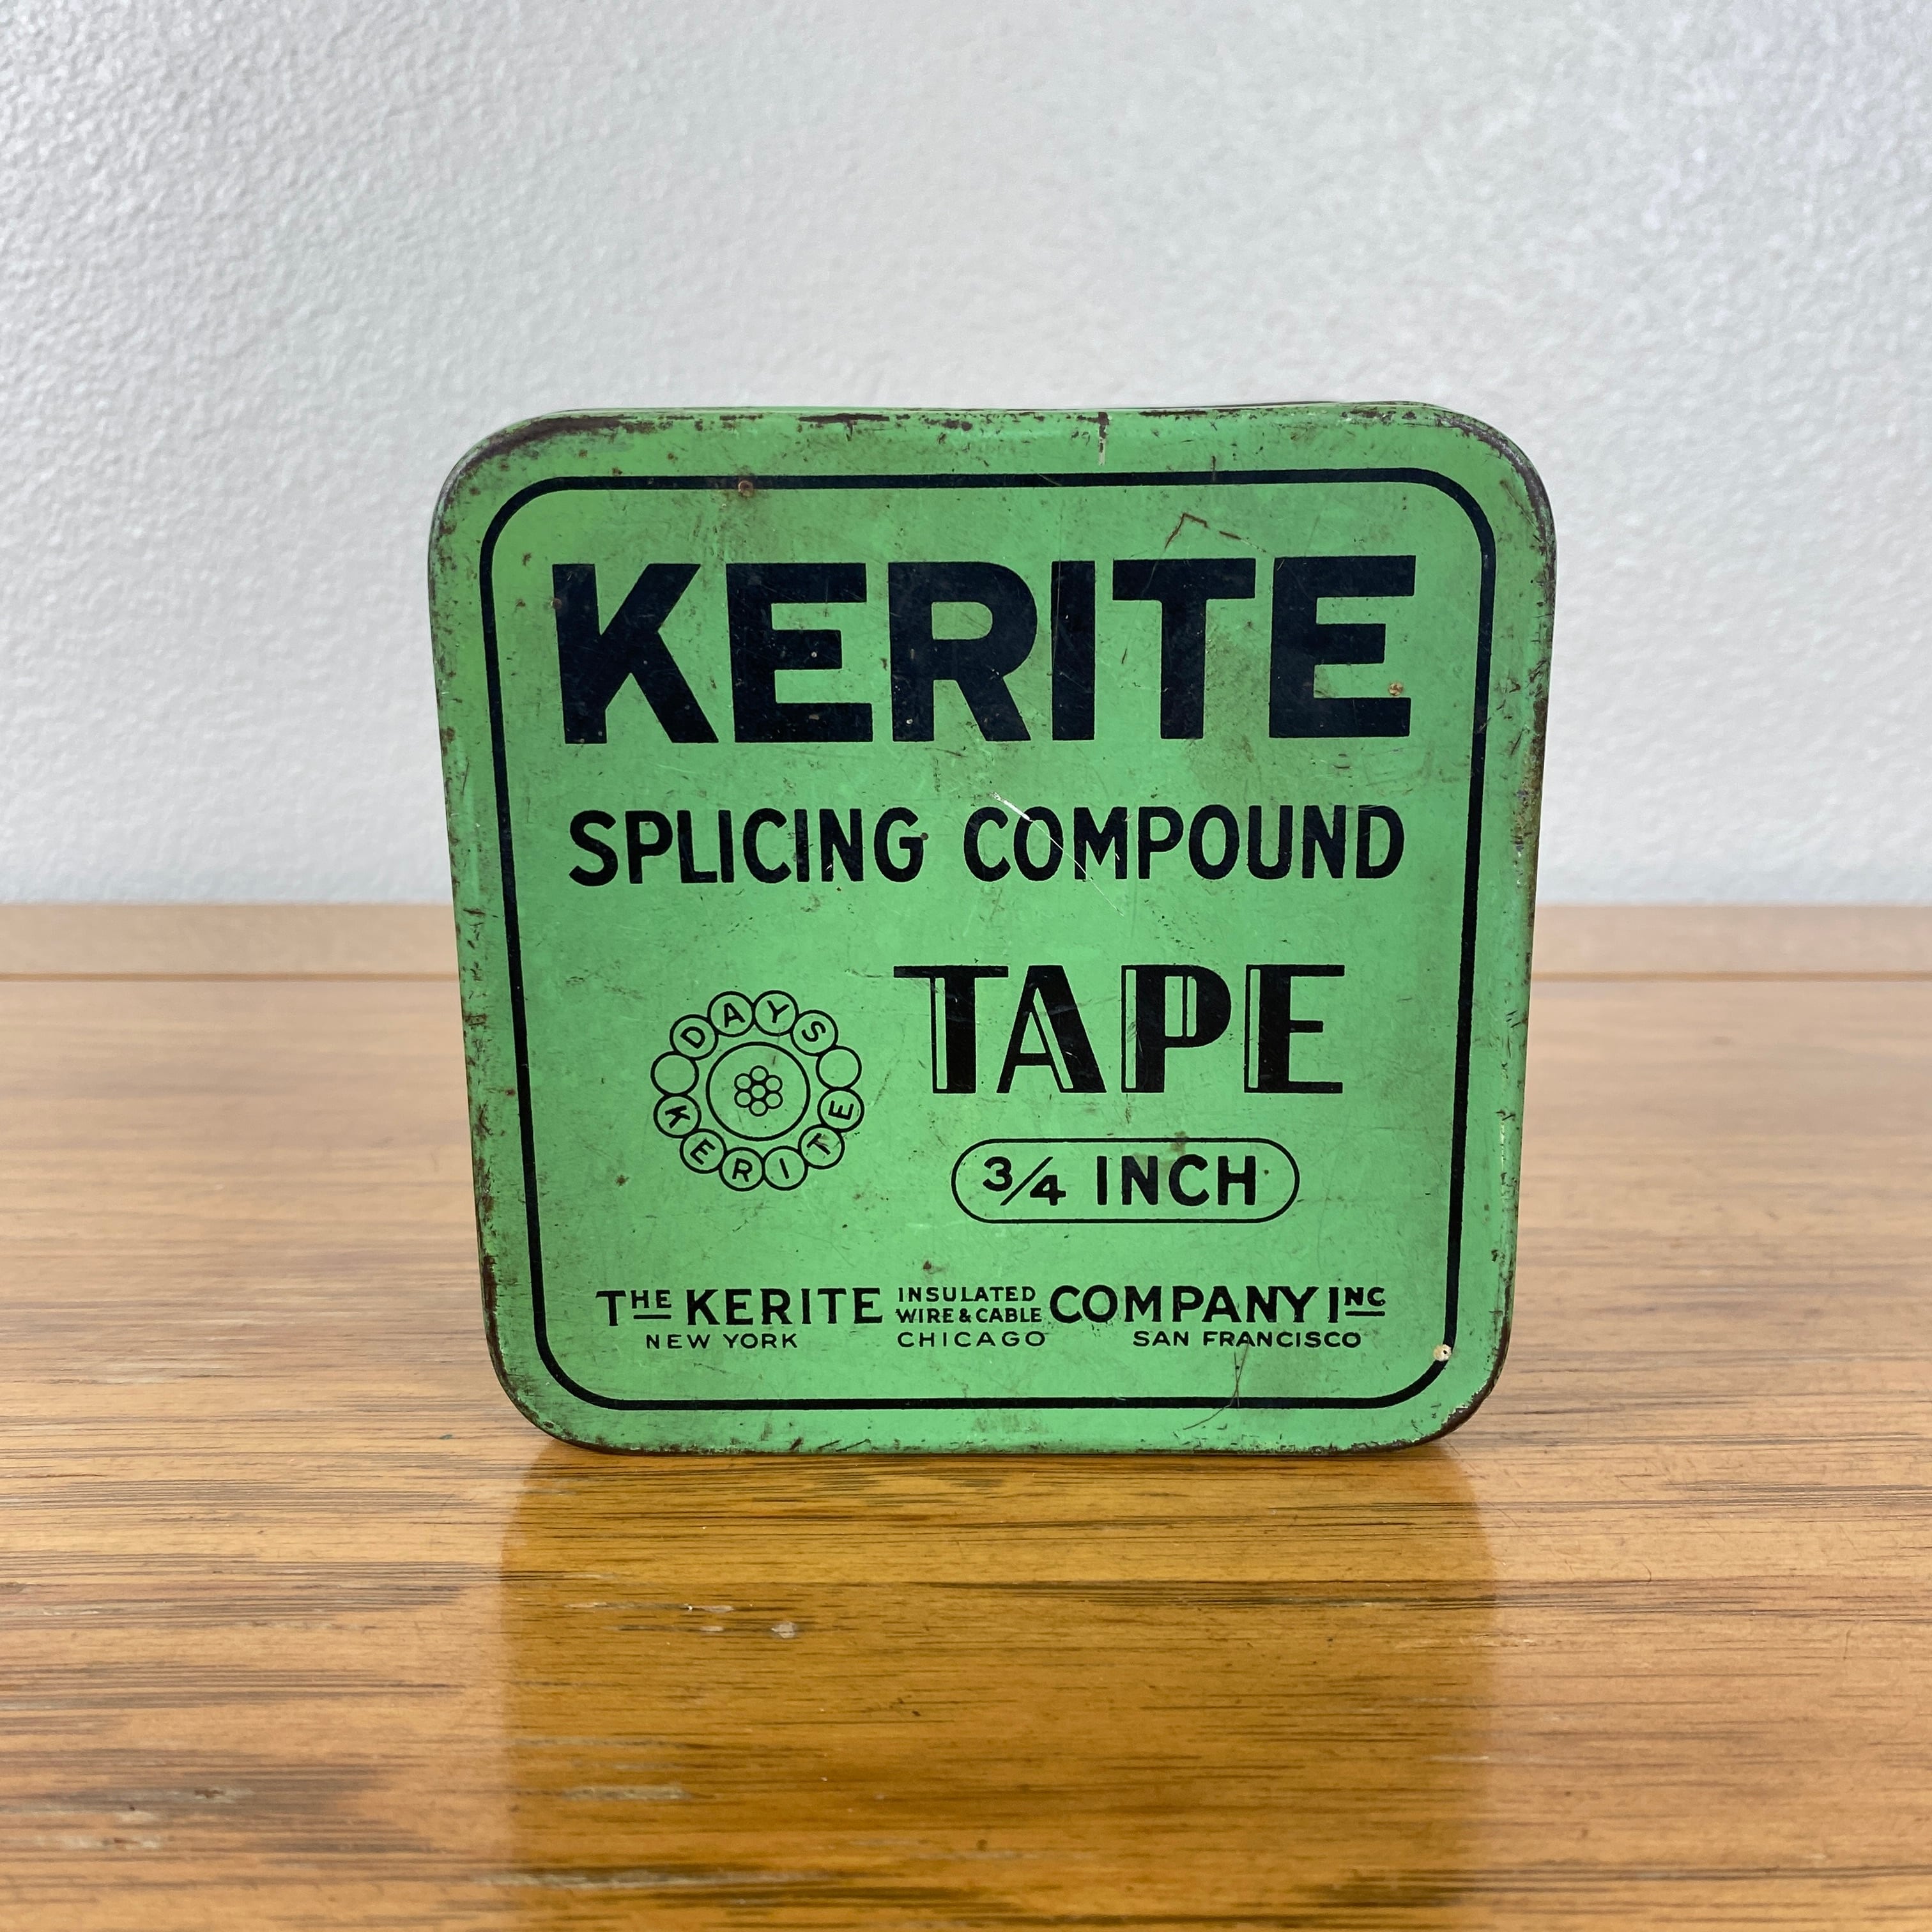 KERITE
SPLICING COMPOUND
TAPE
DAYS
KERITE
3/4 INCH
THE KERITE INSULATED WIRE & CABLE COMPANY INC
NEW YORK CHICAGO SAN FRANCISCO